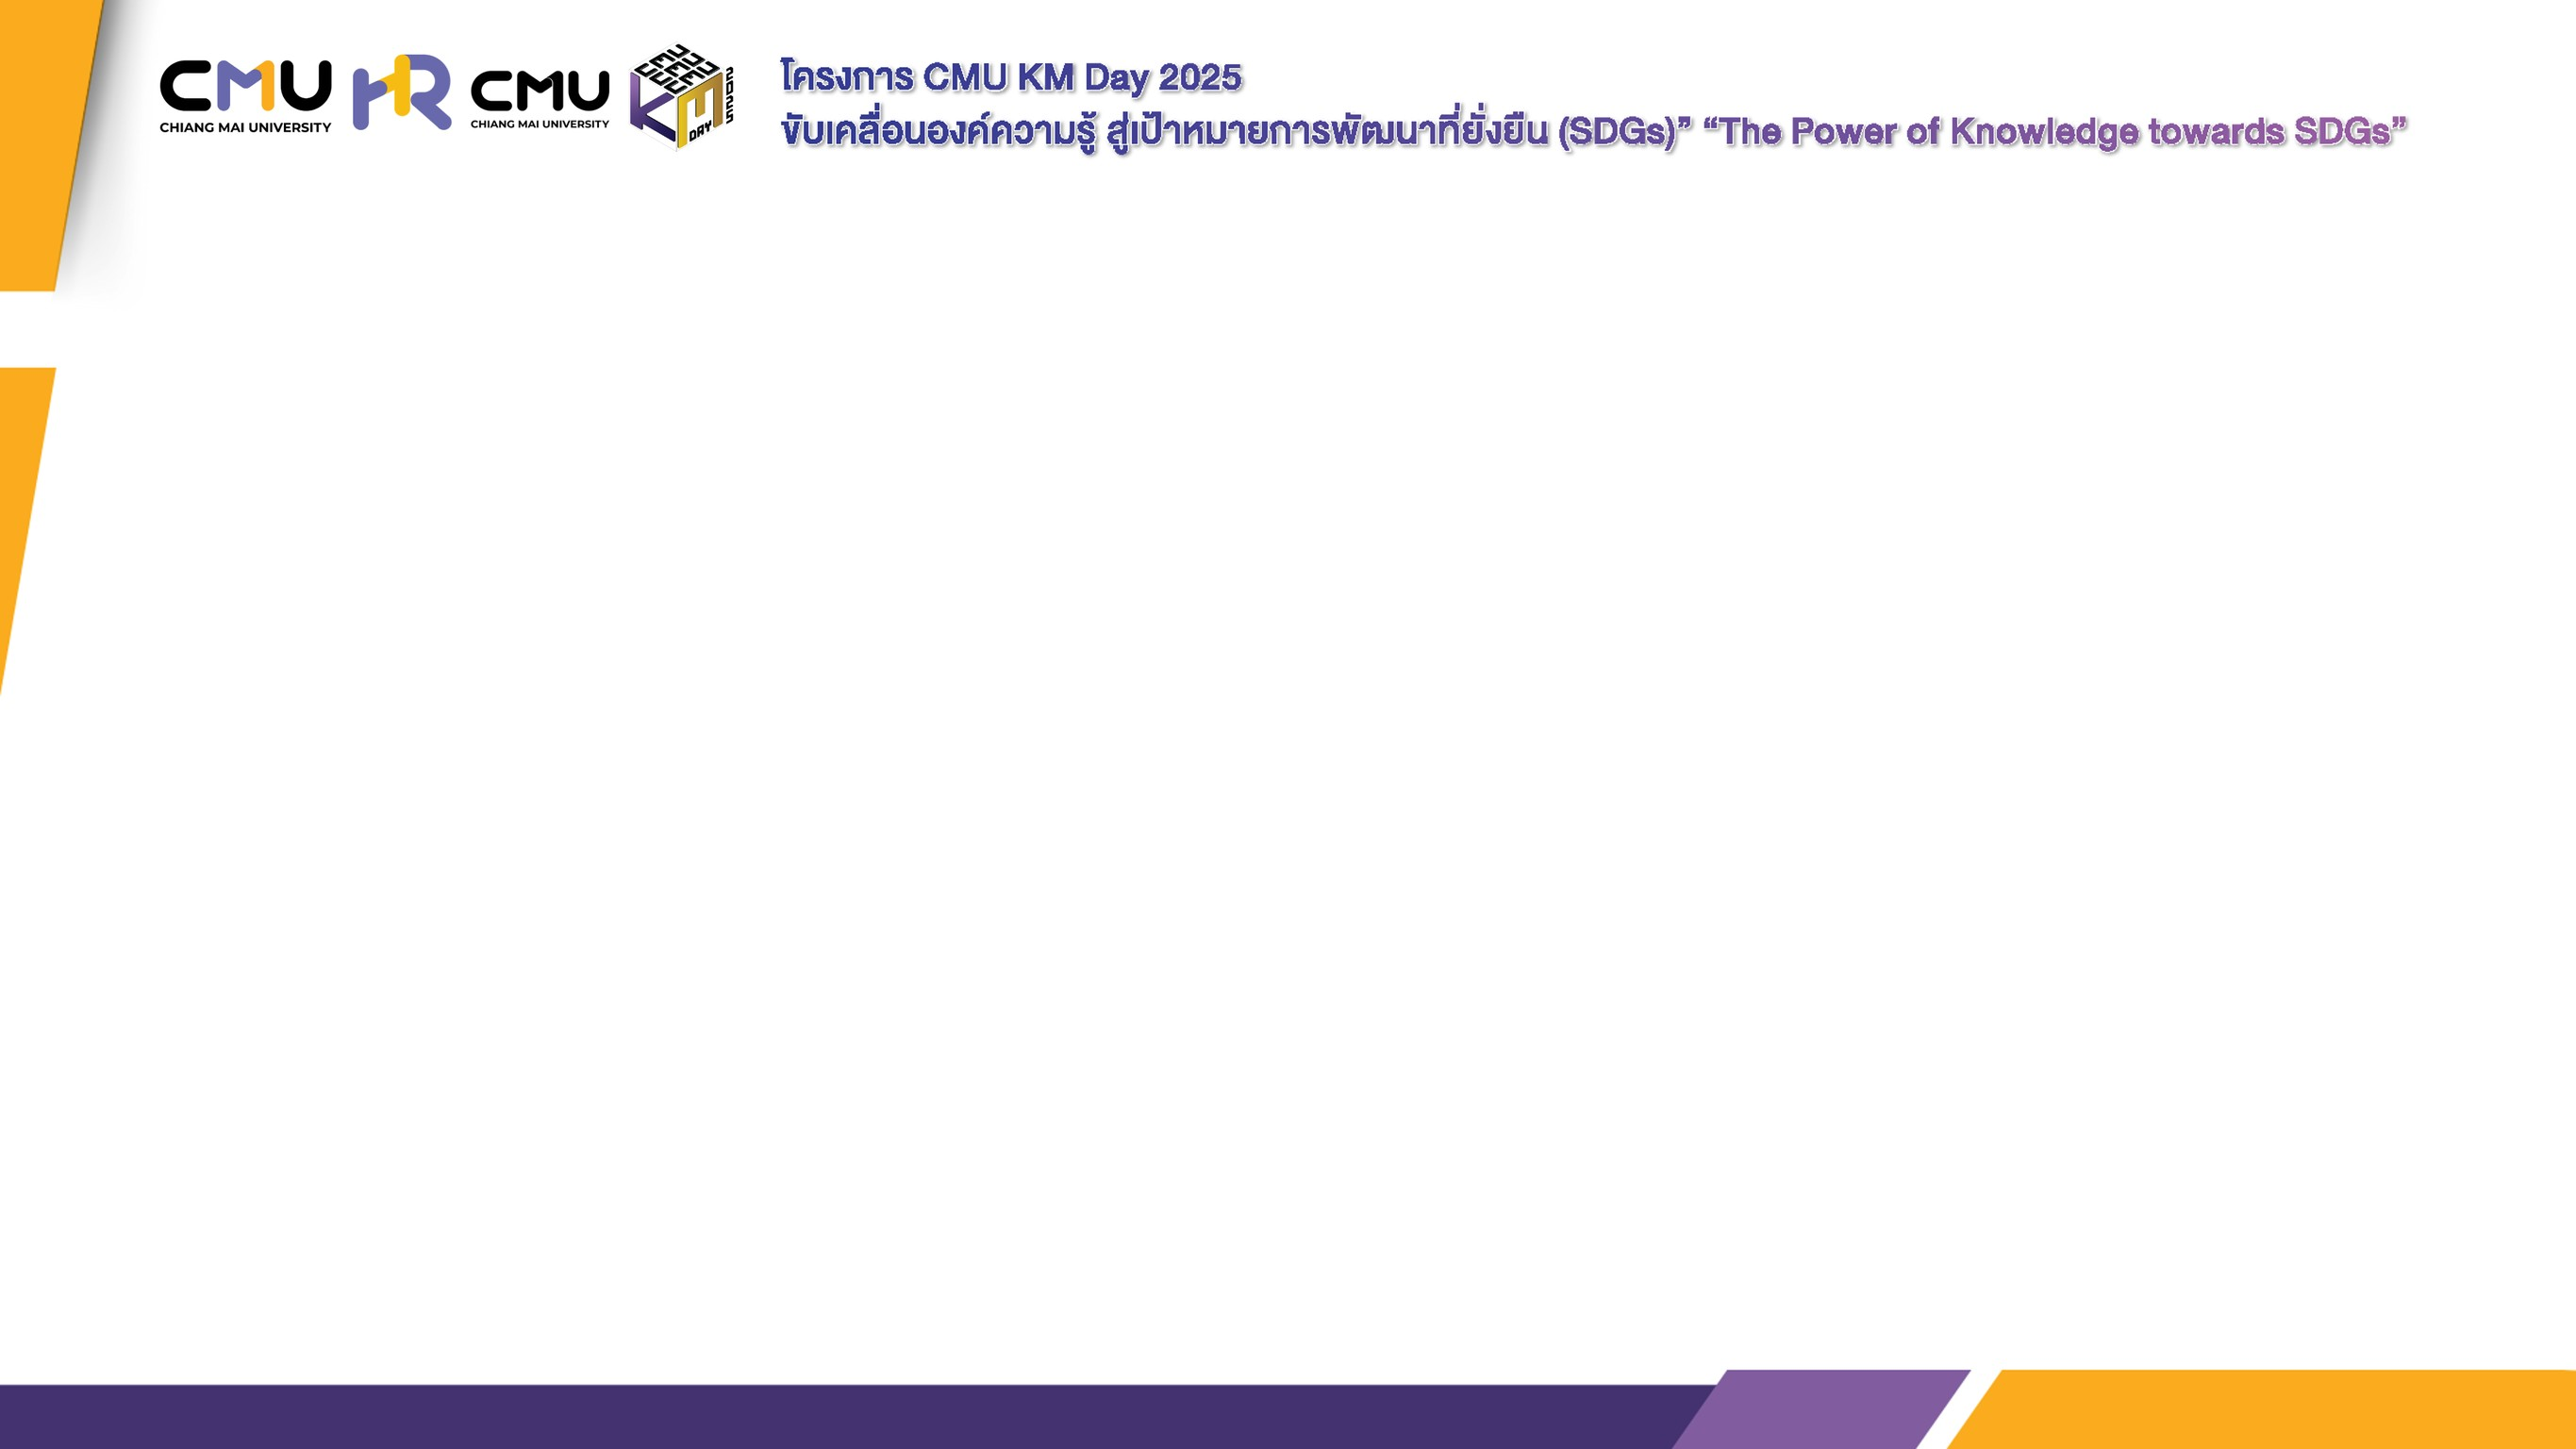 CMU
CHIANG MAI UNIVERSITY
HR
CMU
CHIANG MAI UNIVERSITY
CMU
KM
DAY
2025
โครงการ CMU KM Day 2025
ขับเคลื่อนองค์ความรู้ สู่เป้าหมายการพัฒนาที่ยั่งยืน (SDGs)” “The Power of Knowledge towards SDGs”